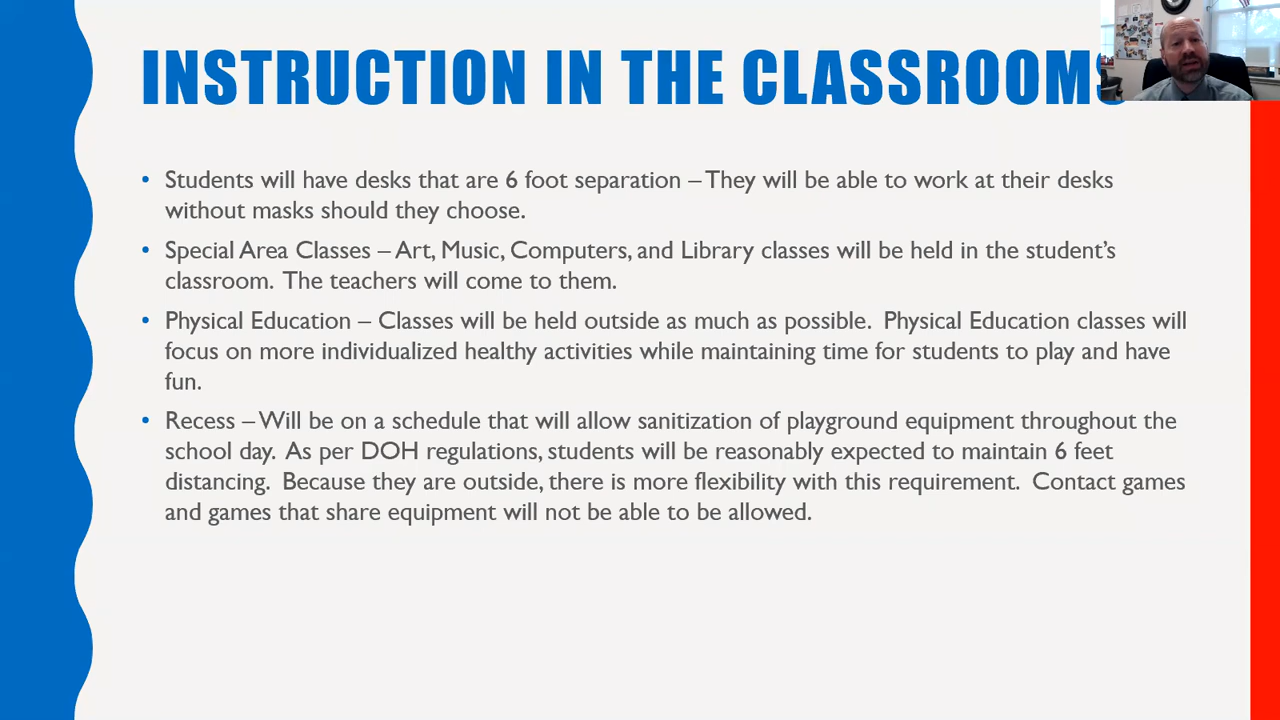 INSTRUCTION IN THE CLASSROOMS
• Students will have desks that are 6 foot separation – They will be able to work at their desks
without masks should they choose.
• Special Area Classes – Art, Music, Computers, and Library classes will be held in the student’s
classroom. The teachers will come to them.
• Physical Education – Classes will be held outside as much as possible. Physical Education classes will
focus on more individualized healthy activities while maintaining time for students to play and have
fun.
• Recess – Will be on a schedule that will allow sanitization of playground equipment throughout the
school day. As per DOH regulations, students will be reasonably expected to maintain 6 feet
distancing. Because they are outside, there is more flexibility with this requirement. Contact games
and games that share equipment will not be able to be allowed.